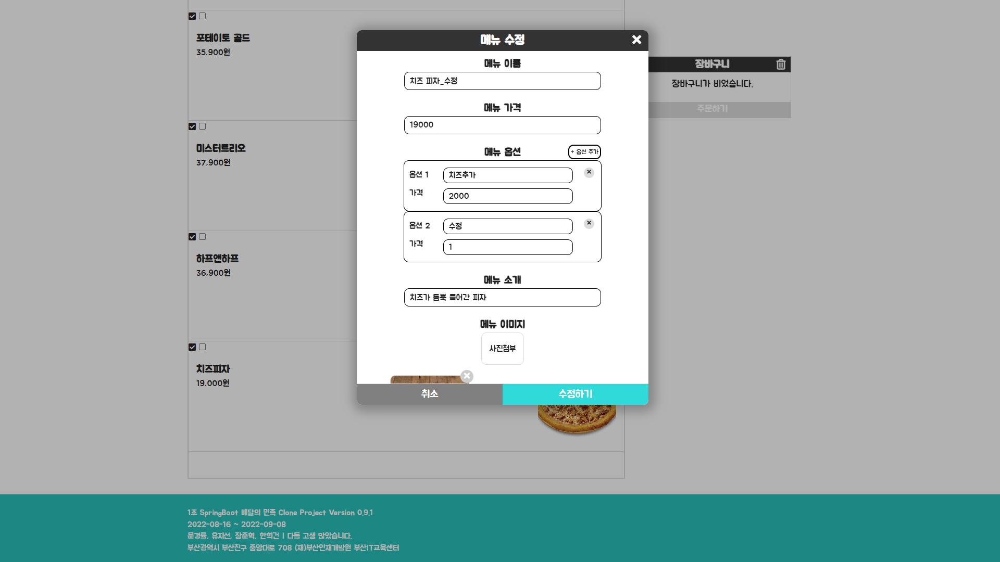 포테이토 골드
35,900원
미스터트리오
37,900원
하프앤하프
36,900원
치즈피자
19,000원
메뉴 수정
메뉴 이름
치즈 피자_수정
메뉴 가격
19000
메뉴 옵션
+ 옵션 추가
옵션 1
치즈추가
가격
2000
옵션 2
수정
가격
1
메뉴 소개
치즈가 듬뿍 들어간 피자
메뉴 이미지
사진첨부
취소
수정하기
장바구니
장바구니가 비었습니다.
주문하기
1조 SpringBoot 배달의 민족 Clone Project Version 0.9.1
2022-08-16 ~ 2022-09-08
문경룡, 유지선, 장준혁, 한희건 | 다들 고생 많았습니다.
부산광역시 부산진구 중앙대로 708 (재)부산인재개발원 부산IT교육센터